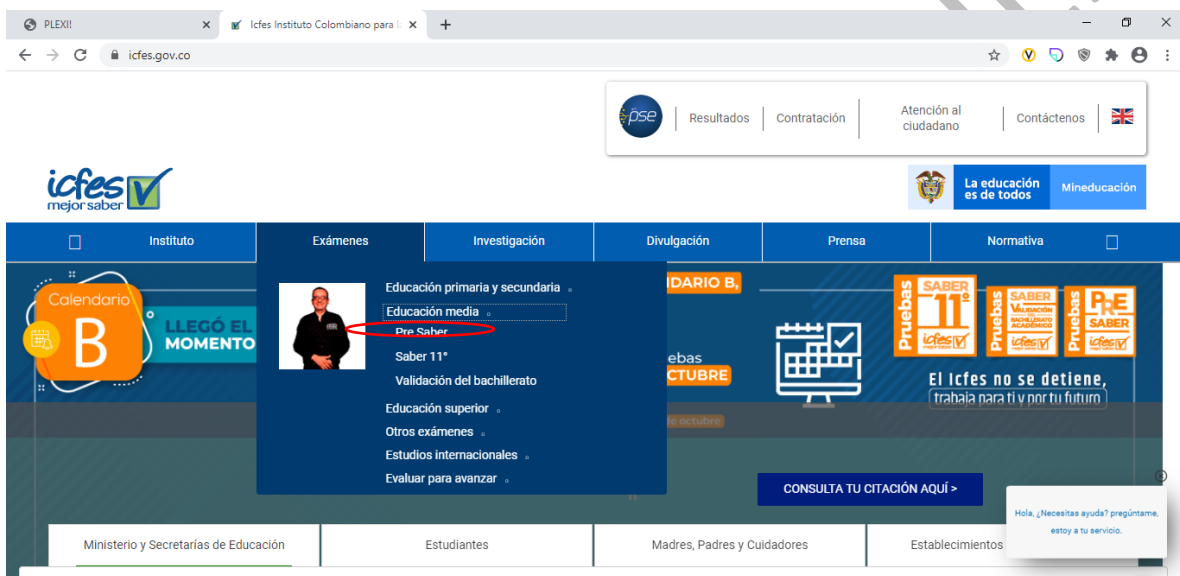 PLEXI!
Icfes Instituto Colombiano para l
icfes.gov.co
pse
Resultados
Contratación
Atención al
ciudadano
Contáctenos
icfes
mejor saber
La educación
es de todos
Mineducación
Instituto
Exámenes
Investigación
Divulgación
Prensa
Normativa
Calendario
B
LLEGÓ EL
MOMENTO
Educación primaria y secundaria
Educación media
Pre Saber
Saber 11°
Validación del bachillerato
Educación superior
Otros exámenes
Estudios internacionales
Evaluar para avanzar
NDARIO B,
ebas
CTUBRE
de octubre
Pruebas
SABER
11°
icfes
Pruebas
SABER
VALIDACIÓN
DEL
BACHILLERATO
ACADÉMICO
icfes
Pruebas
PRE
SABER
icfes
El Icfes no se detiene,
trabaja para ti y por tu futuro
CONSULTA TU CITACIÓN AQUÍ >
Hola, ¿Necesitas ayuda? pregúntame,
estoy a tu servicio.
Ministerio y Secretarías de Educación
Estudiantes
Madres, Padres y Cuidadores
Establecimientos